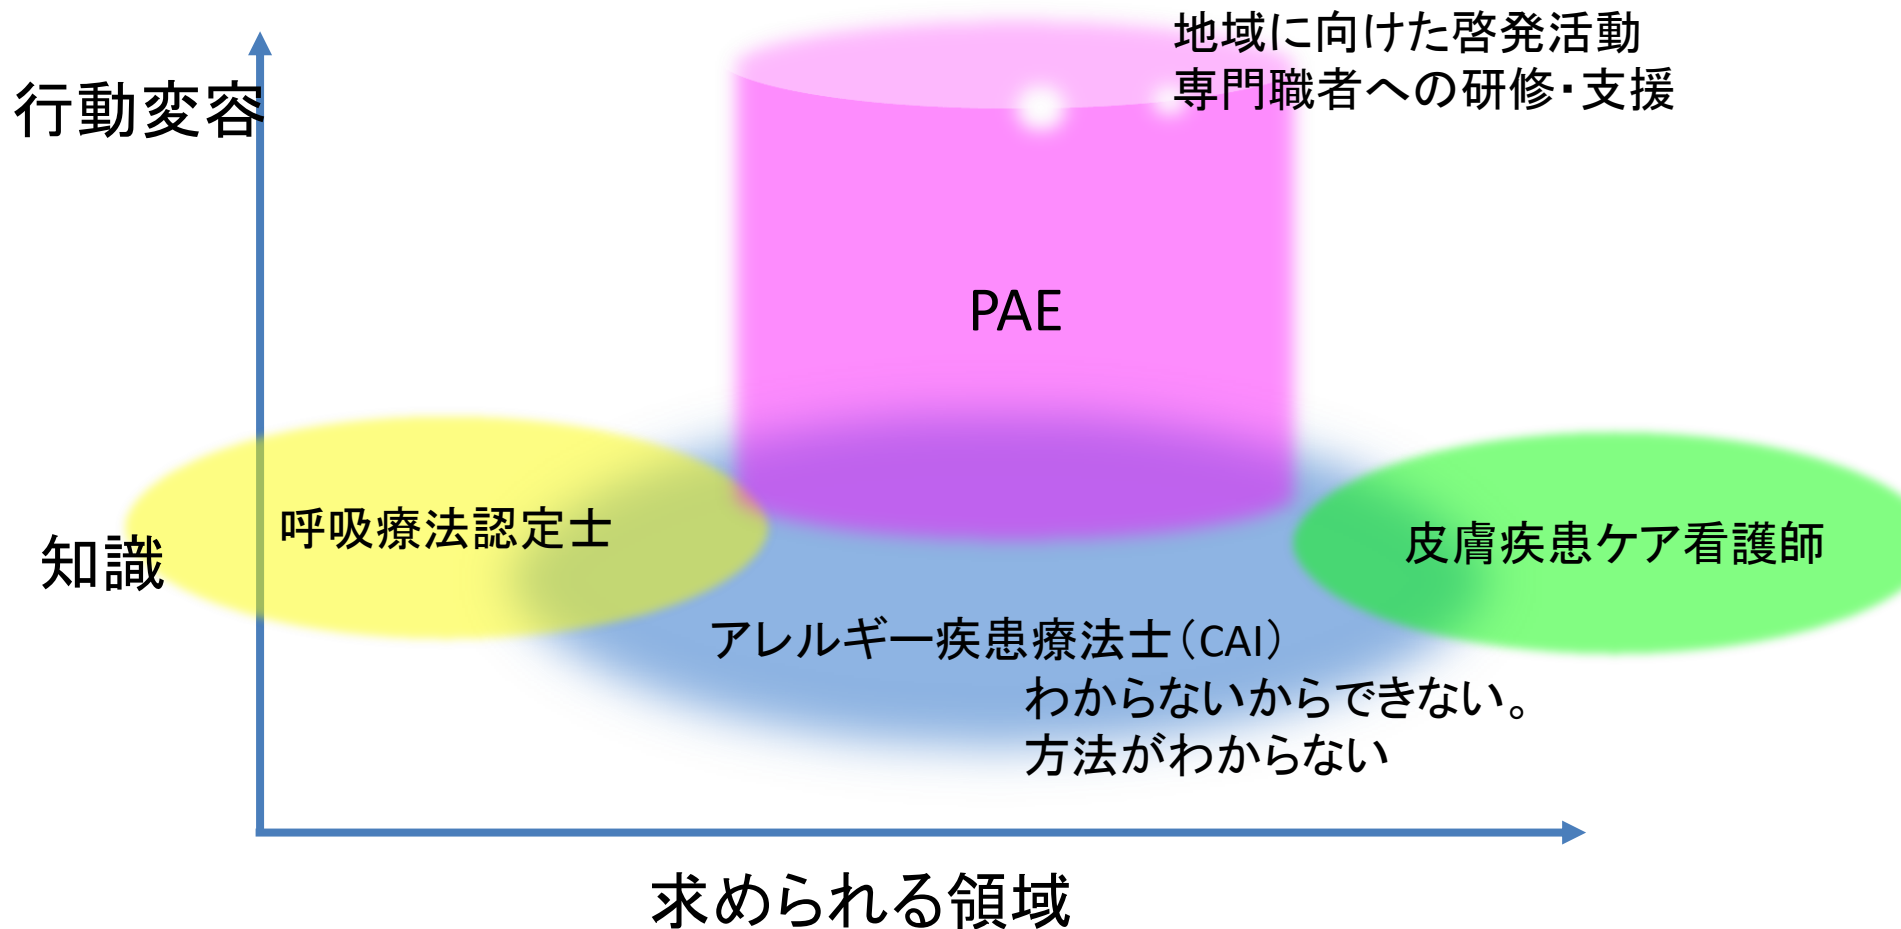 地域に向けた啓発活動
専門職者への研修・支援
行動変容
PAE
呼吸療法認定士
皮膚疾患ケア看護師
知識
アレルギー疾患療法士（CAI）
わからないからできない。
方法がわからない
求められる領域